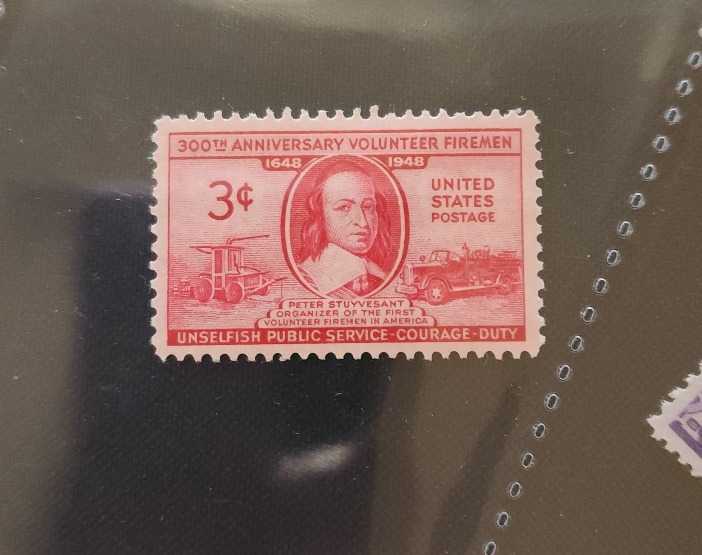 300TH ANNIVERSARY VOLUNTEER FIREMEN
1648 1948
3¢
UNITED
STATES
POSTAGE
PETER STUYVESANT
ORGANIZER OF THE FIRST
VOLUNTEER FIREMEN IN AMERICA
UNSELFISH PUBLIC SERVICE-COURAGE-DUTY